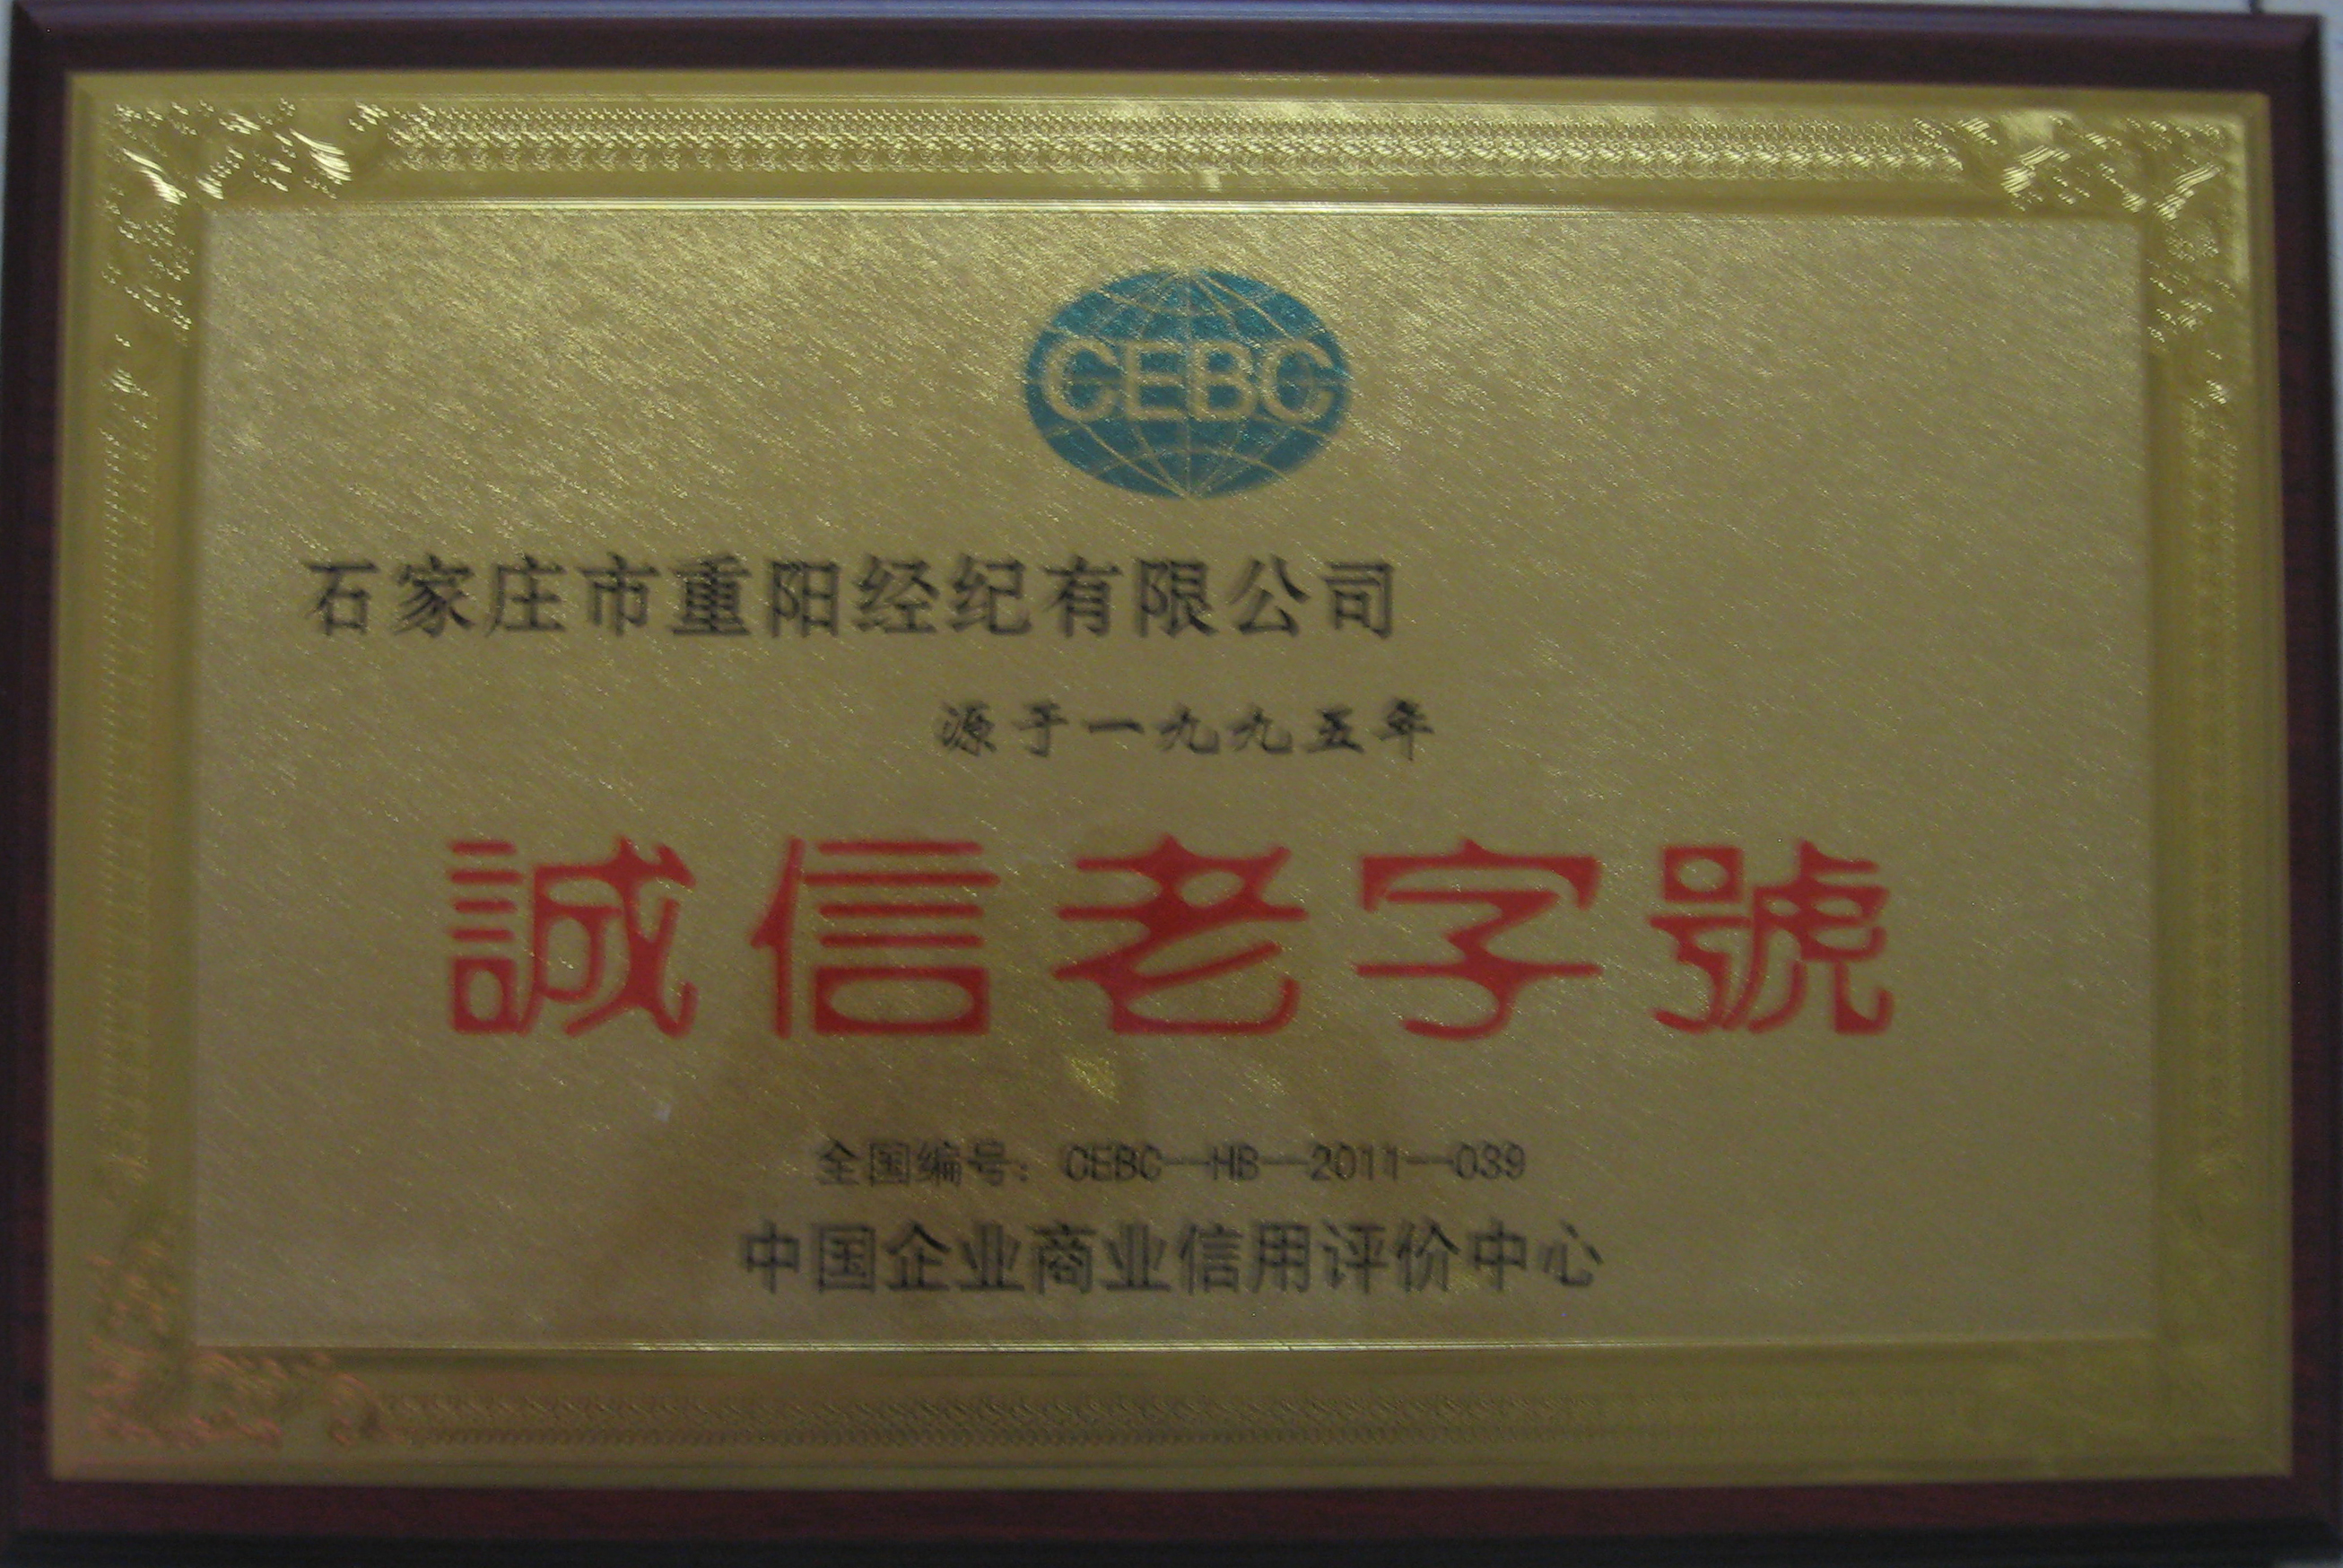 CEBC
石家庄市重阳经纪有限公司
源于一九九五年
誠信老字號
全国编号：CEBC—HB—2011—039
中国企业商业信用评价中心